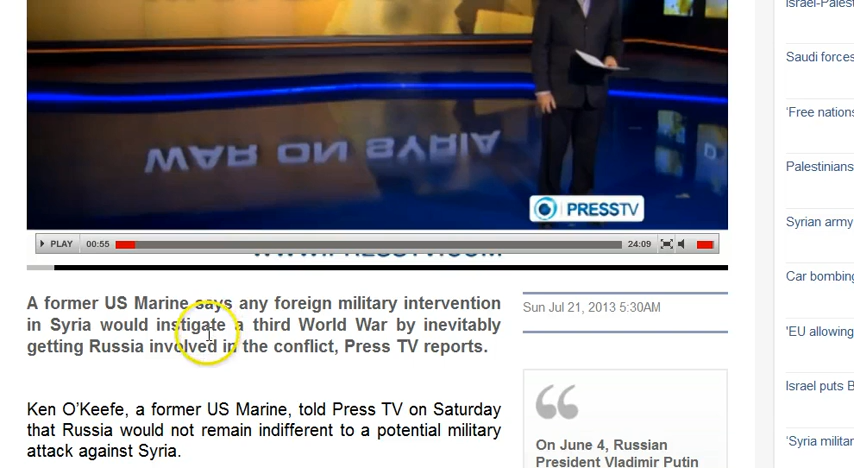 WAR ON SYRIA
PRESSTV
PLAY 00:55 24:09
A former US Marine says any foreign military intervention
in Syria would instigate a third World War by inevitably
getting Russia involved in the conflict, Press TV reports.
Ken O'Keefe, a former US Marine, told Press TV on Saturday
that Russia would not remain indifferent to a potential military
attack against Syria.
Sun Jul 21, 2013 5:30AM
On June 4, Russian
President Vladimir Putin
Israel-Palest
Saudi forces
'Free nations
Palestinians
Syrian army
Car bombing
'EU allowing
Israel puts B
'Syria militar